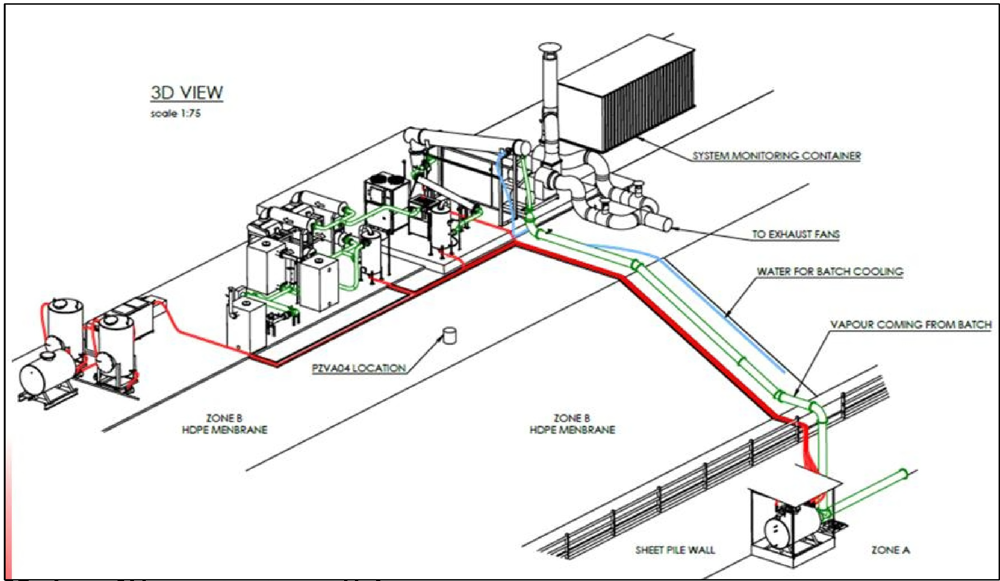 3D VIEW
scale 1:75
SYSTEM MONITORING CONTAINER
TO EXHAUST FANS
WATER FOR BATCH COOLING
VAPOUR COMING FROM BATCH
PZVA04 LOCATION
ZONE B
HDPE MENBRANE
ZONE B
HDPE MENBRANE
SHEET PILE WALL
ZONE A